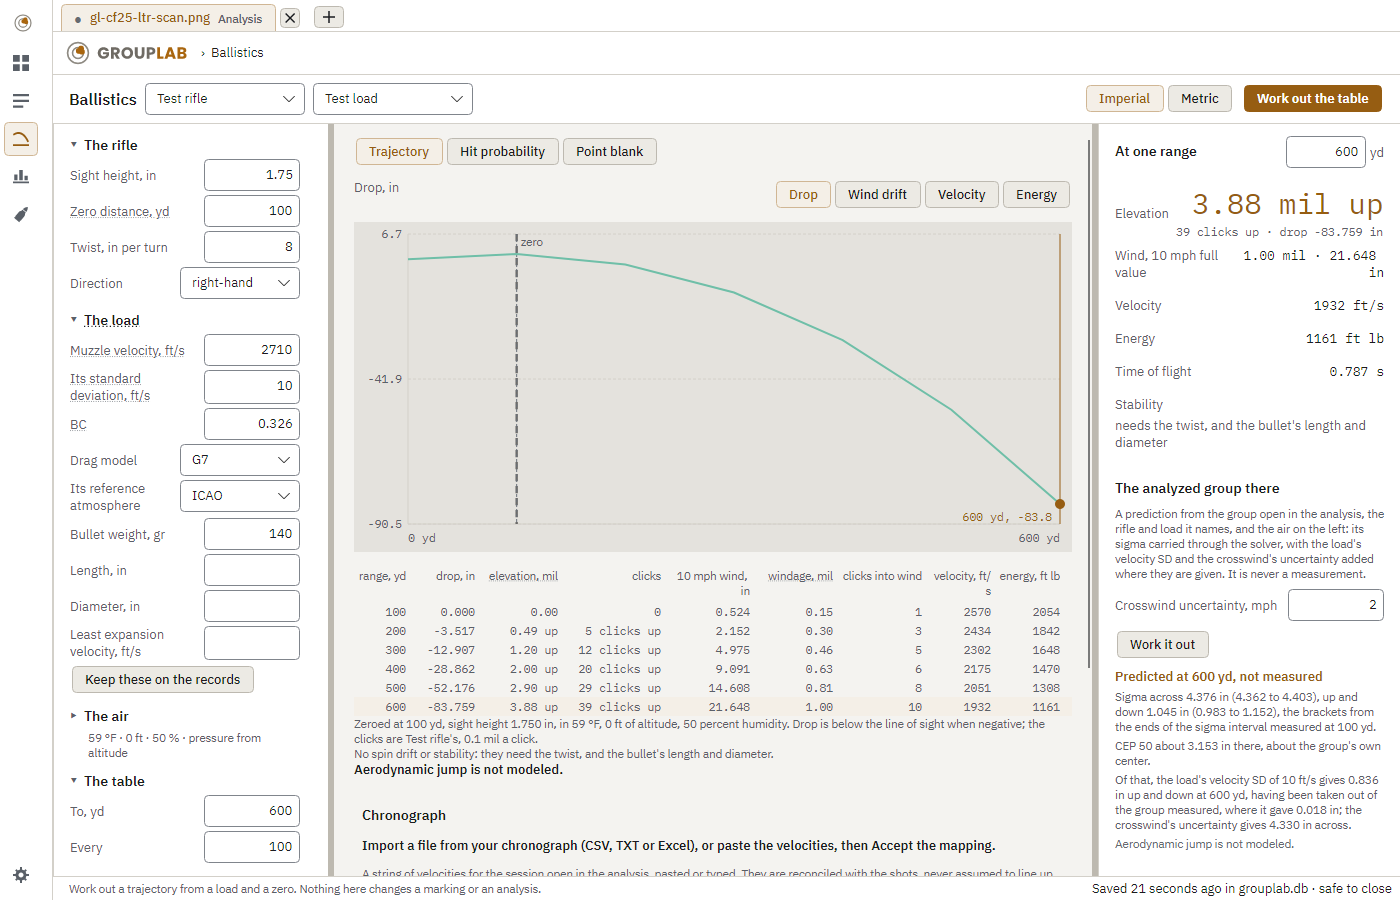 gl-cf25-ltr-scan.png Analysis
GROUPLAB › Ballistics
Ballistics Test rifle Test load Imperial Metric Work out the table
The rifle
Sight height, in 1.75
Zero distance, yd 100
Twist, in per turn 8
Direction right-hand
The load
Muzzle velocity, ft/s 2710
Its standard
deviation, ft/s 10
BC 0.326
Drag model G7
Its reference
atmosphere ICAO
Bullet weight, gr 140
Length, in
Diameter, in
Least expansion
velocity, ft/s
Keep these on the records
The air
59 °F · 0 ft · 50 % · pressure from
altitude
The table
To, yd 600
Every 100
Trajectory Hit probability Point blank
Drop, in Drop Wind drift Velocity Energy
6.7
zero
-41.9
600 yd, -83.8
-90.5
0 yd 600 yd
range, yd drop, in elevation, mil clicks 10 mph wind, windage, mil clicks into wind velocity, ft/ energy, ft lb
in s
100 0.000 0.00 0 0.524 0.15 1 2570 2054
200 -3.517 0.49 up 5 clicks up 2.152 0.30 3 2434 1842
300 -12.907 1.20 up 12 clicks up 4.975 0.46 5 2302 1648
400 -28.862 2.00 up 20 clicks up 9.091 0.63 6 2175 1470
500 -52.176 2.90 up 29 clicks up 14.608 0.81 8 2051 1308
600 -83.759 3.88 up 39 clicks up 21.648 1.00 10 1932 1161
Zeroed at 100 yd, sight height 1.750 in, in 59 °F, 0 ft of altitude, 50 percent humidity. Drop is below the line of sight when negative; the
clicks are Test rifle's, 0.1 mil a click.
No spin drift or stability: they need the twist, and the bullet's length and diameter.
Aerodynamic jump is not modeled.
Chronograph
Import a file from your chronograph (CSV, TXT or Excel), or paste the velocities, then Accept the mapping.
A string of velocities for the session open in the analysis, pasted or typed. They are reconciled with the shots, never assumed to line up
At one range 600 yd
Elevation 3.88 mil up
39 clicks up · drop -83.759 in
Wind, 10 mph full 1.00 mil · 21.648
value in
Velocity 1932 ft/s
Energy 1161 ft lb
Time of flight 0.787 s
Stability
needs the twist, and the bullet's length and
diameter
The analyzed group there
A prediction from the group open in the analysis, the
rifle and load it names, and the air on the left: its
sigma carried through the solver, with the load's
velocity SD and the crosswind's uncertainty added
where they are given. It is never a measurement.
Crosswind uncertainty, mph 2
Work it out
Predicted at 600 yd, not measured
Sigma across 4.376 in (4.362 to 4.403), up and
down 1.045 in (0.983 to 1.152), the brackets from
the ends of the sigma interval measured at 100 yd.
CEP 50 about 3.153 in there, about the group's own
center.
Of that, the load's velocity SD of 10 ft/s gives 0.836
in up and down at 600 yd, having been taken out of
the group measured, where it gave 0.018 in; the
crosswind's uncertainty gives 4.330 in across.
Aerodynamic jump is not modeled.
Work out a trajectory from a load and a zero. Nothing here changes a marking or an analysis.
Saved 21 seconds ago in grouplab.db · safe to close